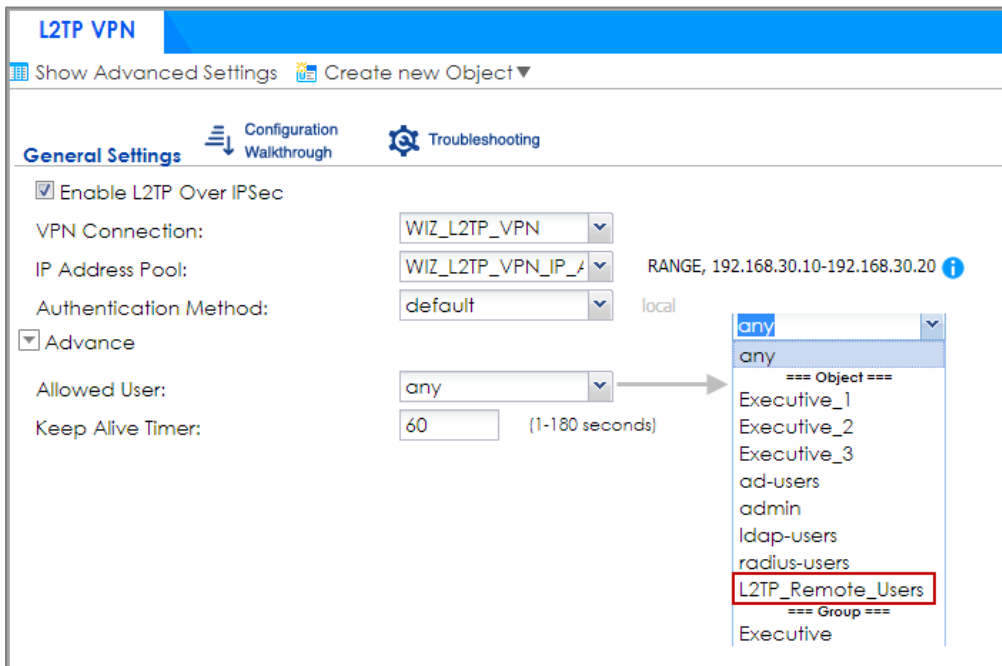 L2TP VPN
Show Advanced Settings Create new Object
General Settings Configuration Walkthrough Troubleshooting
Enable L2TP Over IPSec
VPN Connection: WIZ_L2TP_VPN
IP Address Pool: WIZ_L2TP_VPN_IP_A RANGE, 192.168.30.10-192.168.30.20
Authentication Method: default local
Advance
Allowed User: any
Keep Alive Timer: 60 (1-180 seconds)
any
any
=== Object ===
Executive_1
Executive_2
Executive_3
ad-users
admin
ldap-users
radius-users
L2TP_Remote_Users
=== Group ===
Executive